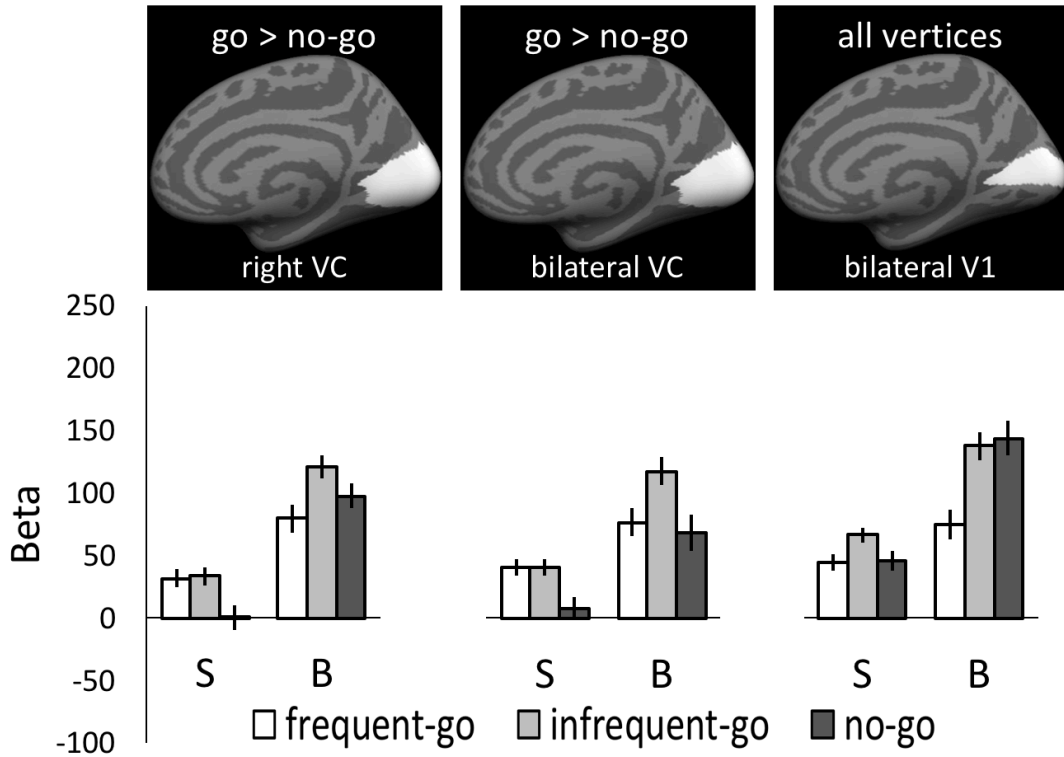 go > no-go
go > no-go
all vertices
right VC
bilateral VC
bilateral V1
250
200
150
100
50
0
-50
-100
Beta
S
B
S
B
S
B
frequent-go
infrequent-go
no-go